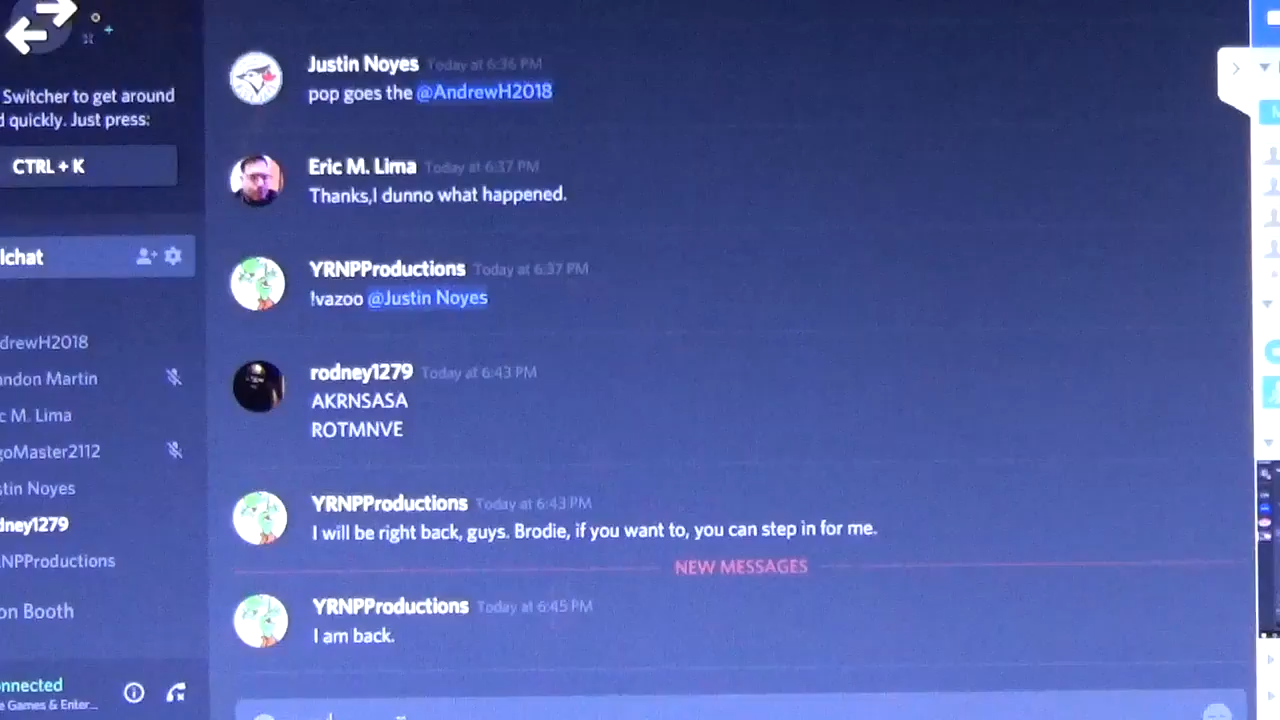 Switcher to get around
d quickly. Just press:
CTRL + K
lchat
drewH2018
ndon Martin
c M. Lima
goMaster2112
stin Noyes
dney1279
NPProductions
on Booth
onnected
e Games & Enter...
Justin Noyes Today at 6:36 PM
pop goes the @AndrewH2018
Eric M. Lima Today at 6:37 PM
Thanks,I dunno what happened.
YRNPProductions Today at 6:37 PM
!vazoo @Justin Noyes
rodney1279 Today at 6:43 PM
AKRNSASA
ROTMNVE
YRNPProductions Today at 6:43 PM
I will be right back, guys. Brodie, if you want to, you can step in for me.
NEW MESSAGES
YRNPProductions Today at 6:45 PM
I am back.